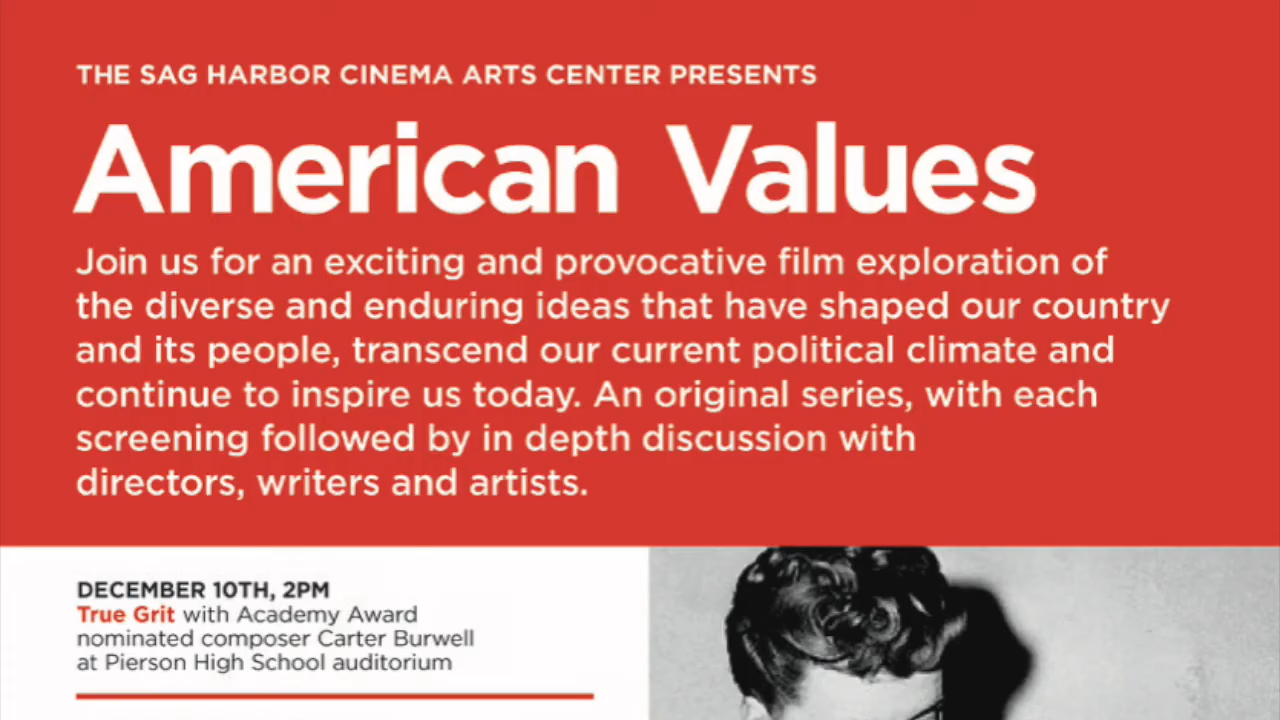 THE SAG HARBOR CINEMA ARTS CENTER PRESENTS
American Values
Join us for an exciting and provocative film exploration of
the diverse and enduring ideas that have shaped our country
and its people, transcend our current political climate and
continue to inspire us today. An original series, with each
screening followed by in depth discussion with
directors, writers and artists.
DECEMBER 10TH, 2PM
True Grit with Academy Award
nominated composer Carter Burwell
at Pierson High School auditorium